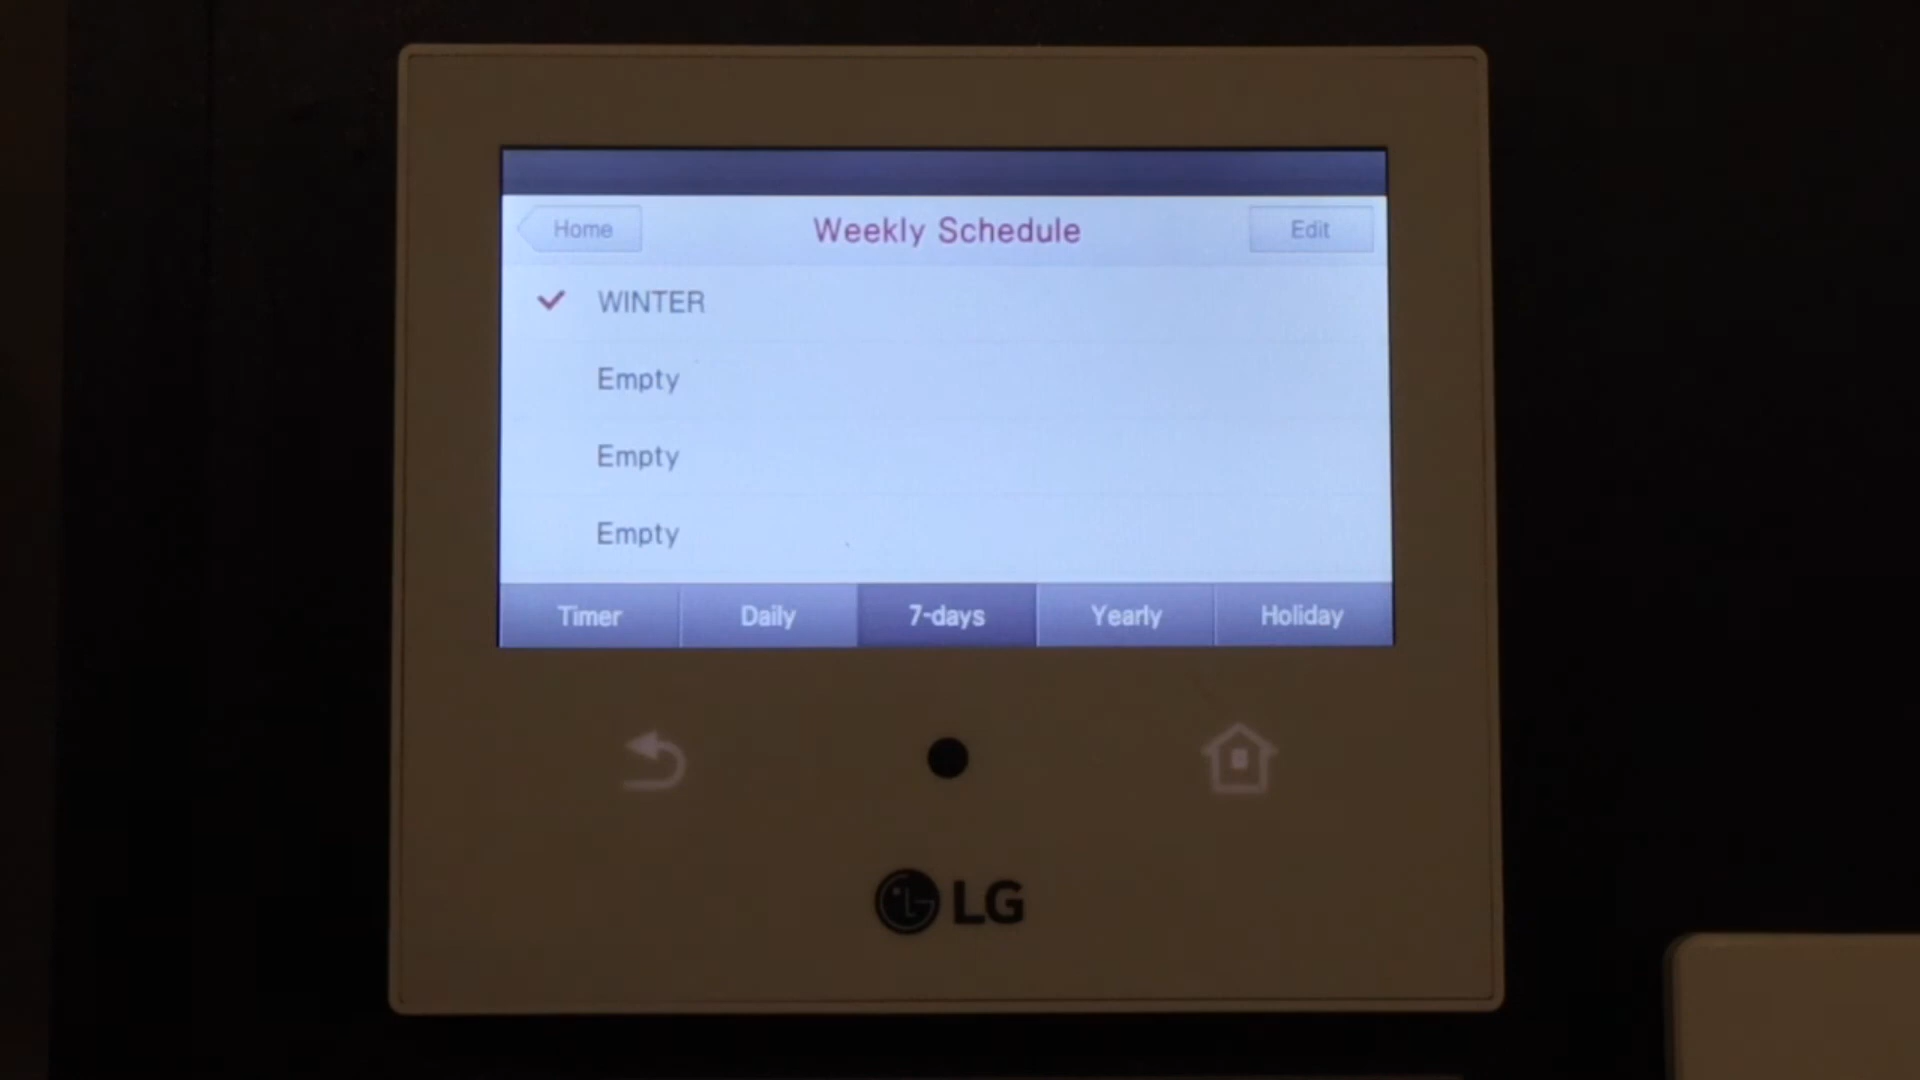 Home
Weekly Schedule
Edit
WINTER
Empty
Empty
Empty
Timer
Daily
7-days
Yearly
Holiday
LG